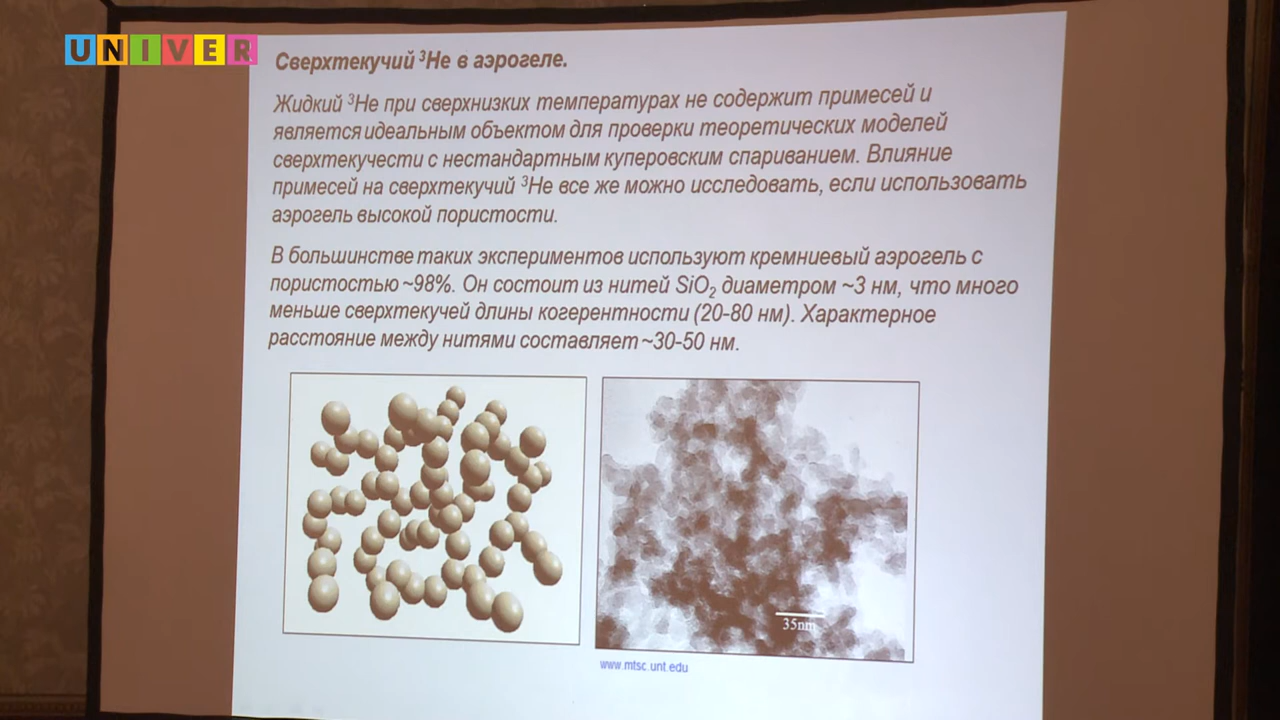 UNIVER
Сверхтекучий ³He в аэрогеле.
Жидкий ³He при сверхнизких температурах не содержит примесей и
является идеальным объектом для проверки теоретических моделей
сверхтекучести с нестандартным куперовским спариванием. Влияние
примесей на сверхтекучий ³He все же можно исследовать, если использовать
аэрогель высокой пористости.
В большинстве таких экспериментов используют кремниевый аэрогель с
пористостью ~98%. Он состоит из нитей SiO₂ диаметром ~3 нм, что много
меньше сверхтекучей длины когерентности (20-80 нм). Характерное
расстояние между нитями составляет ~30-50 нм.
35nm
www.mtsc.unt.edu